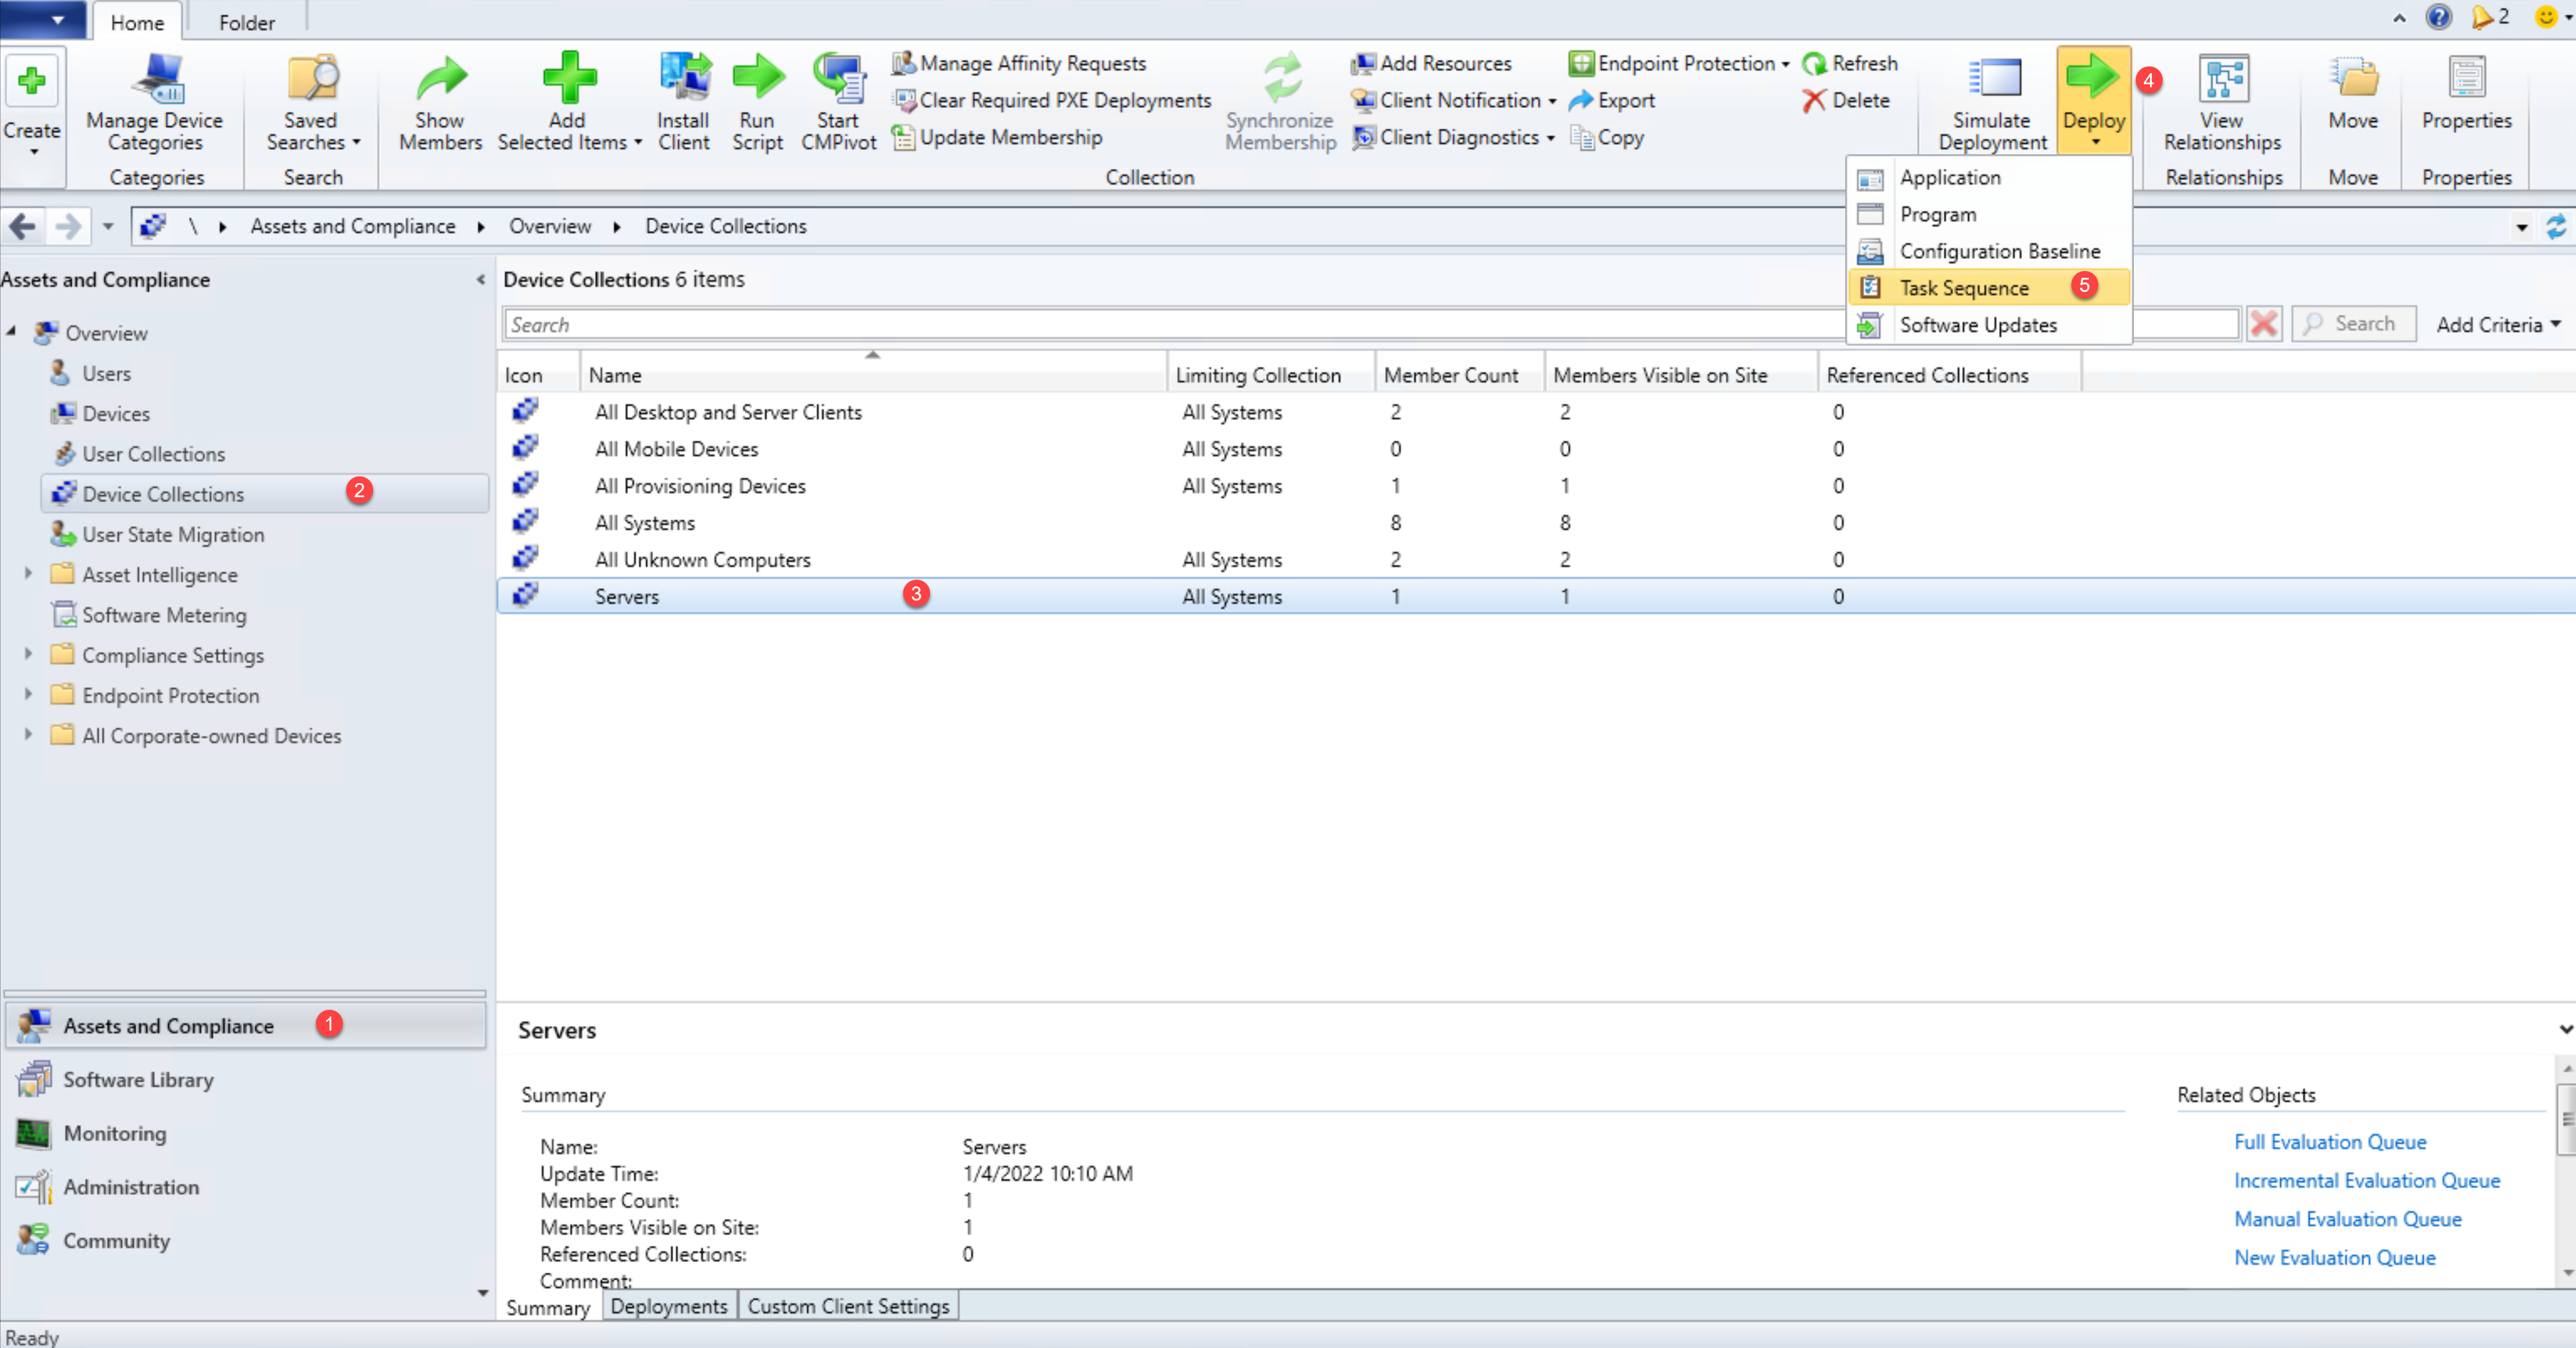 Home
Folder
2
Create
Manage Device
Categories
Categories
Saved
Searches
Search
Show
Members
Add
Selected Items
Install
Client
Run
Script
Start
CMPivot
Manage Affinity Requests
Clear Required PXE Deployments
Update Membership
Synchronize
Membership
Add Resources
Client Notification
Client Diagnostics
Endpoint Protection
Export
Copy
Refresh
Delete
Collection
Simulate
Deployment
Deploy
4
View
Relationships
Relationships
Move
Move
Properties
Properties
Application
Program
Configuration Baseline
Task Sequence 5
Software Updates
\ Assets and Compliance Overview Device Collections
Assets and Compliance
Overview
Users
Devices
User Collections
Device Collections 2
User State Migration
Asset Intelligence
Software Metering
Compliance Settings
Endpoint Protection
All Corporate-owned Devices
Assets and Compliance 1
Software Library
Monitoring
Administration
Community
Device Collections 6 items
Search
Search
Add Criteria
Icon Name Limiting Collection Member Count Members Visible on Site Referenced Collections
All Desktop and Server Clients All Systems 2 2 0
All Mobile Devices All Systems 0 0 0
All Provisioning Devices All Systems 1 1 0
All Systems 8 8 0
All Unknown Computers All Systems 2 2 0
Servers 3 All Systems 1 1 0
Servers
Summary
Name: Servers
Update Time: 1/4/2022 10:10 AM
Member Count: 1
Members Visible on Site: 1
Referenced Collections: 0
Comment:
Related Objects
Full Evaluation Queue
Incremental Evaluation Queue
Manual Evaluation Queue
New Evaluation Queue
Summary Deployments Custom Client Settings
Ready